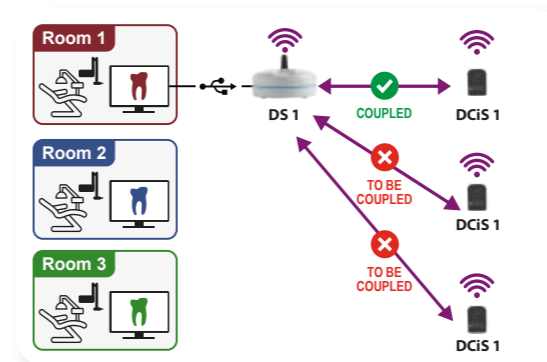 Room 1
DS 1
COUPLED
DCiS 1
Room 2
TO BE
COUPLED
DCiS 1
Room 3
TO BE
COUPLED
DCiS 1